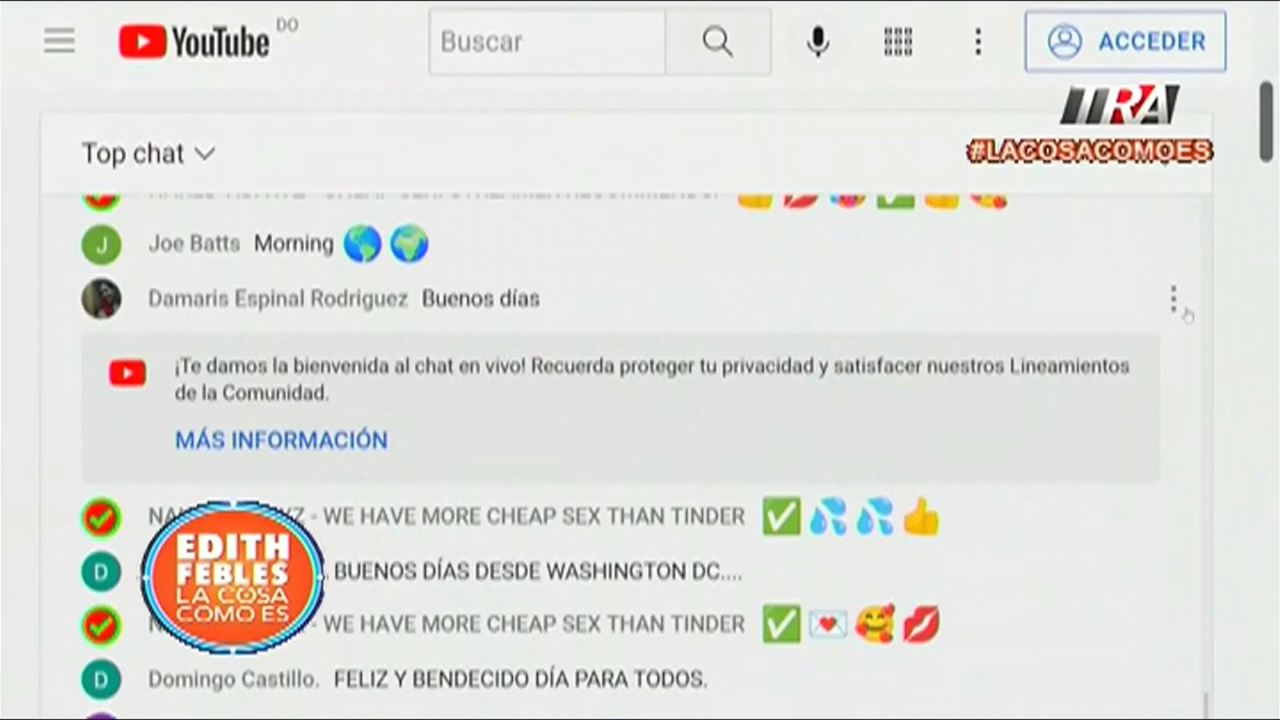 YouTube DO
Buscar
ACCEDER
TRA
#LACOSACOMOES
Top chat
Joe Batts Morning
Damaris Espinal Rodriguez Buenos días
¡Te damos la bienvenida al chat en vivo! Recuerda proteger tu privacidad y satisfacer nuestros Lineamientos
de la Comunidad.
MÁS INFORMACIÓN
- WE HAVE MORE CHEAP SEX THAN TINDER
BUENOS DÍAS DESDE WASHINGTON DC....
- WE HAVE MORE CHEAP SEX THAN TINDER
Domingo Castillo. FELIZ Y BENDECIDO DÍA PARA TODOS.
EDITH
FEBLES
LA COSA
COMO ES